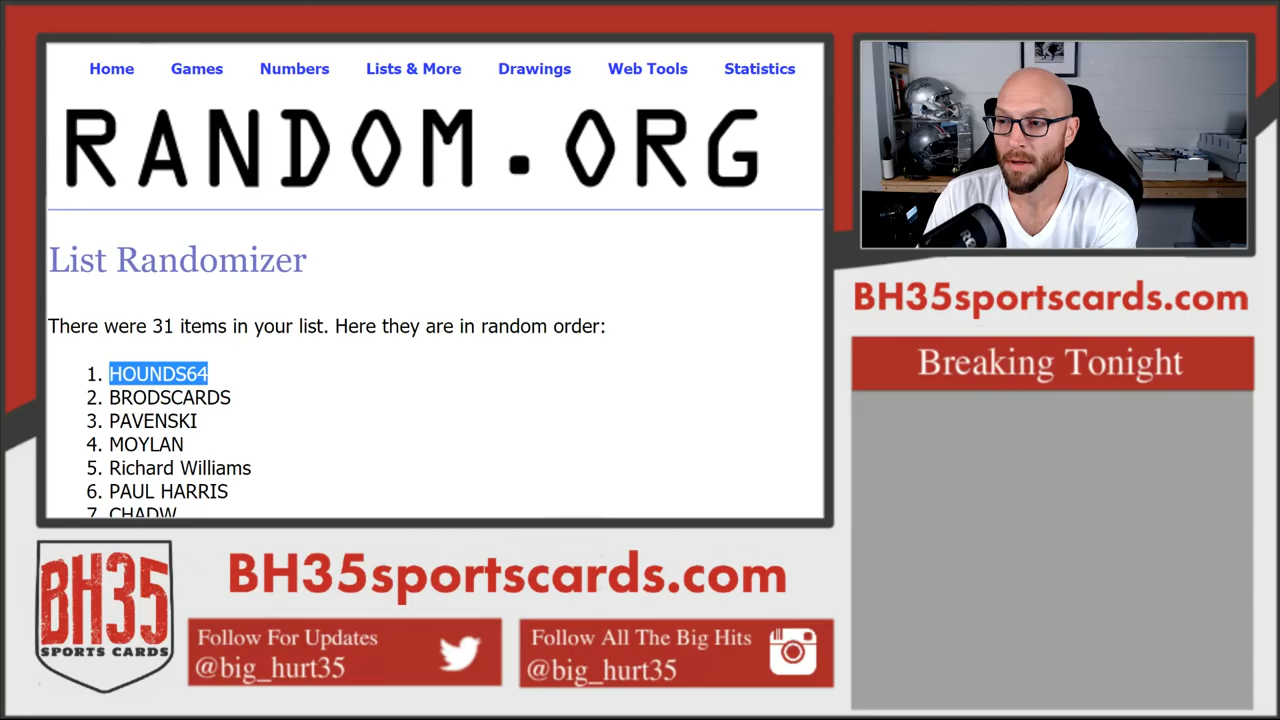 Home Games Numbers Lists & More Drawings Web Tools Statistics
RANDOM.ORG
List Randomizer
There were 31 items in your list. Here they are in random order:
1. HOUNDS64
2. BRODSCARDS
3. PAVENSKI
4. MOYLAN
5. Richard Williams
6. PAUL HARRIS
7. CHADW
BH35sportscards.com
Breaking Tonight
BH35
SPORTS CARDS
BH35sportscards.com
Follow For Updates
@big_hurt35
Follow All The Big Hits
@big_hurt35